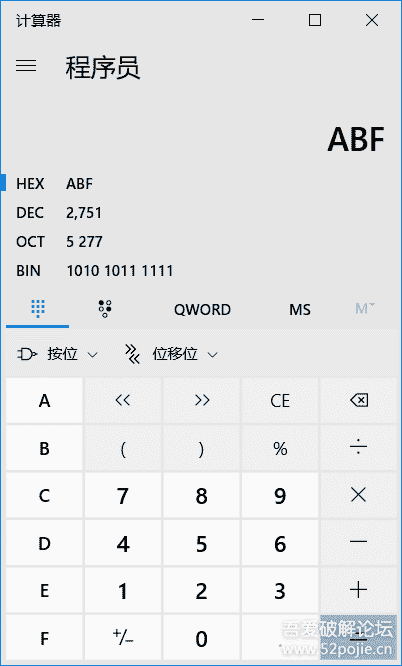 计算器
程序员
ABF
HEX ABF
DEC 2,751
OCT 5 277
BIN 1010 1011 1111
QWORD MS M
按位 位移位
A << >> CE
B ( ) % ÷
C 7 8 9 ×
D 4 5 6 −
E 1 2 3 +
F +/− 0 . =
吾爱破解论坛
www.52pojie.cn